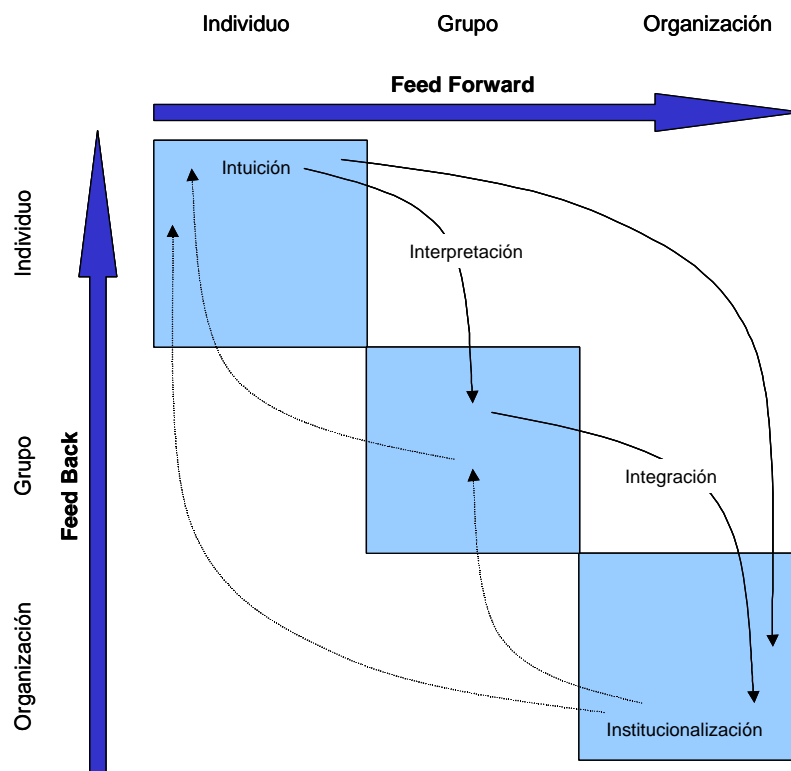 Individuo Grupo Organización
Feed Forward
Intuición
Individuo
Interpretación
Grupo
Feed Back
Integración
Organización
Institucionalización